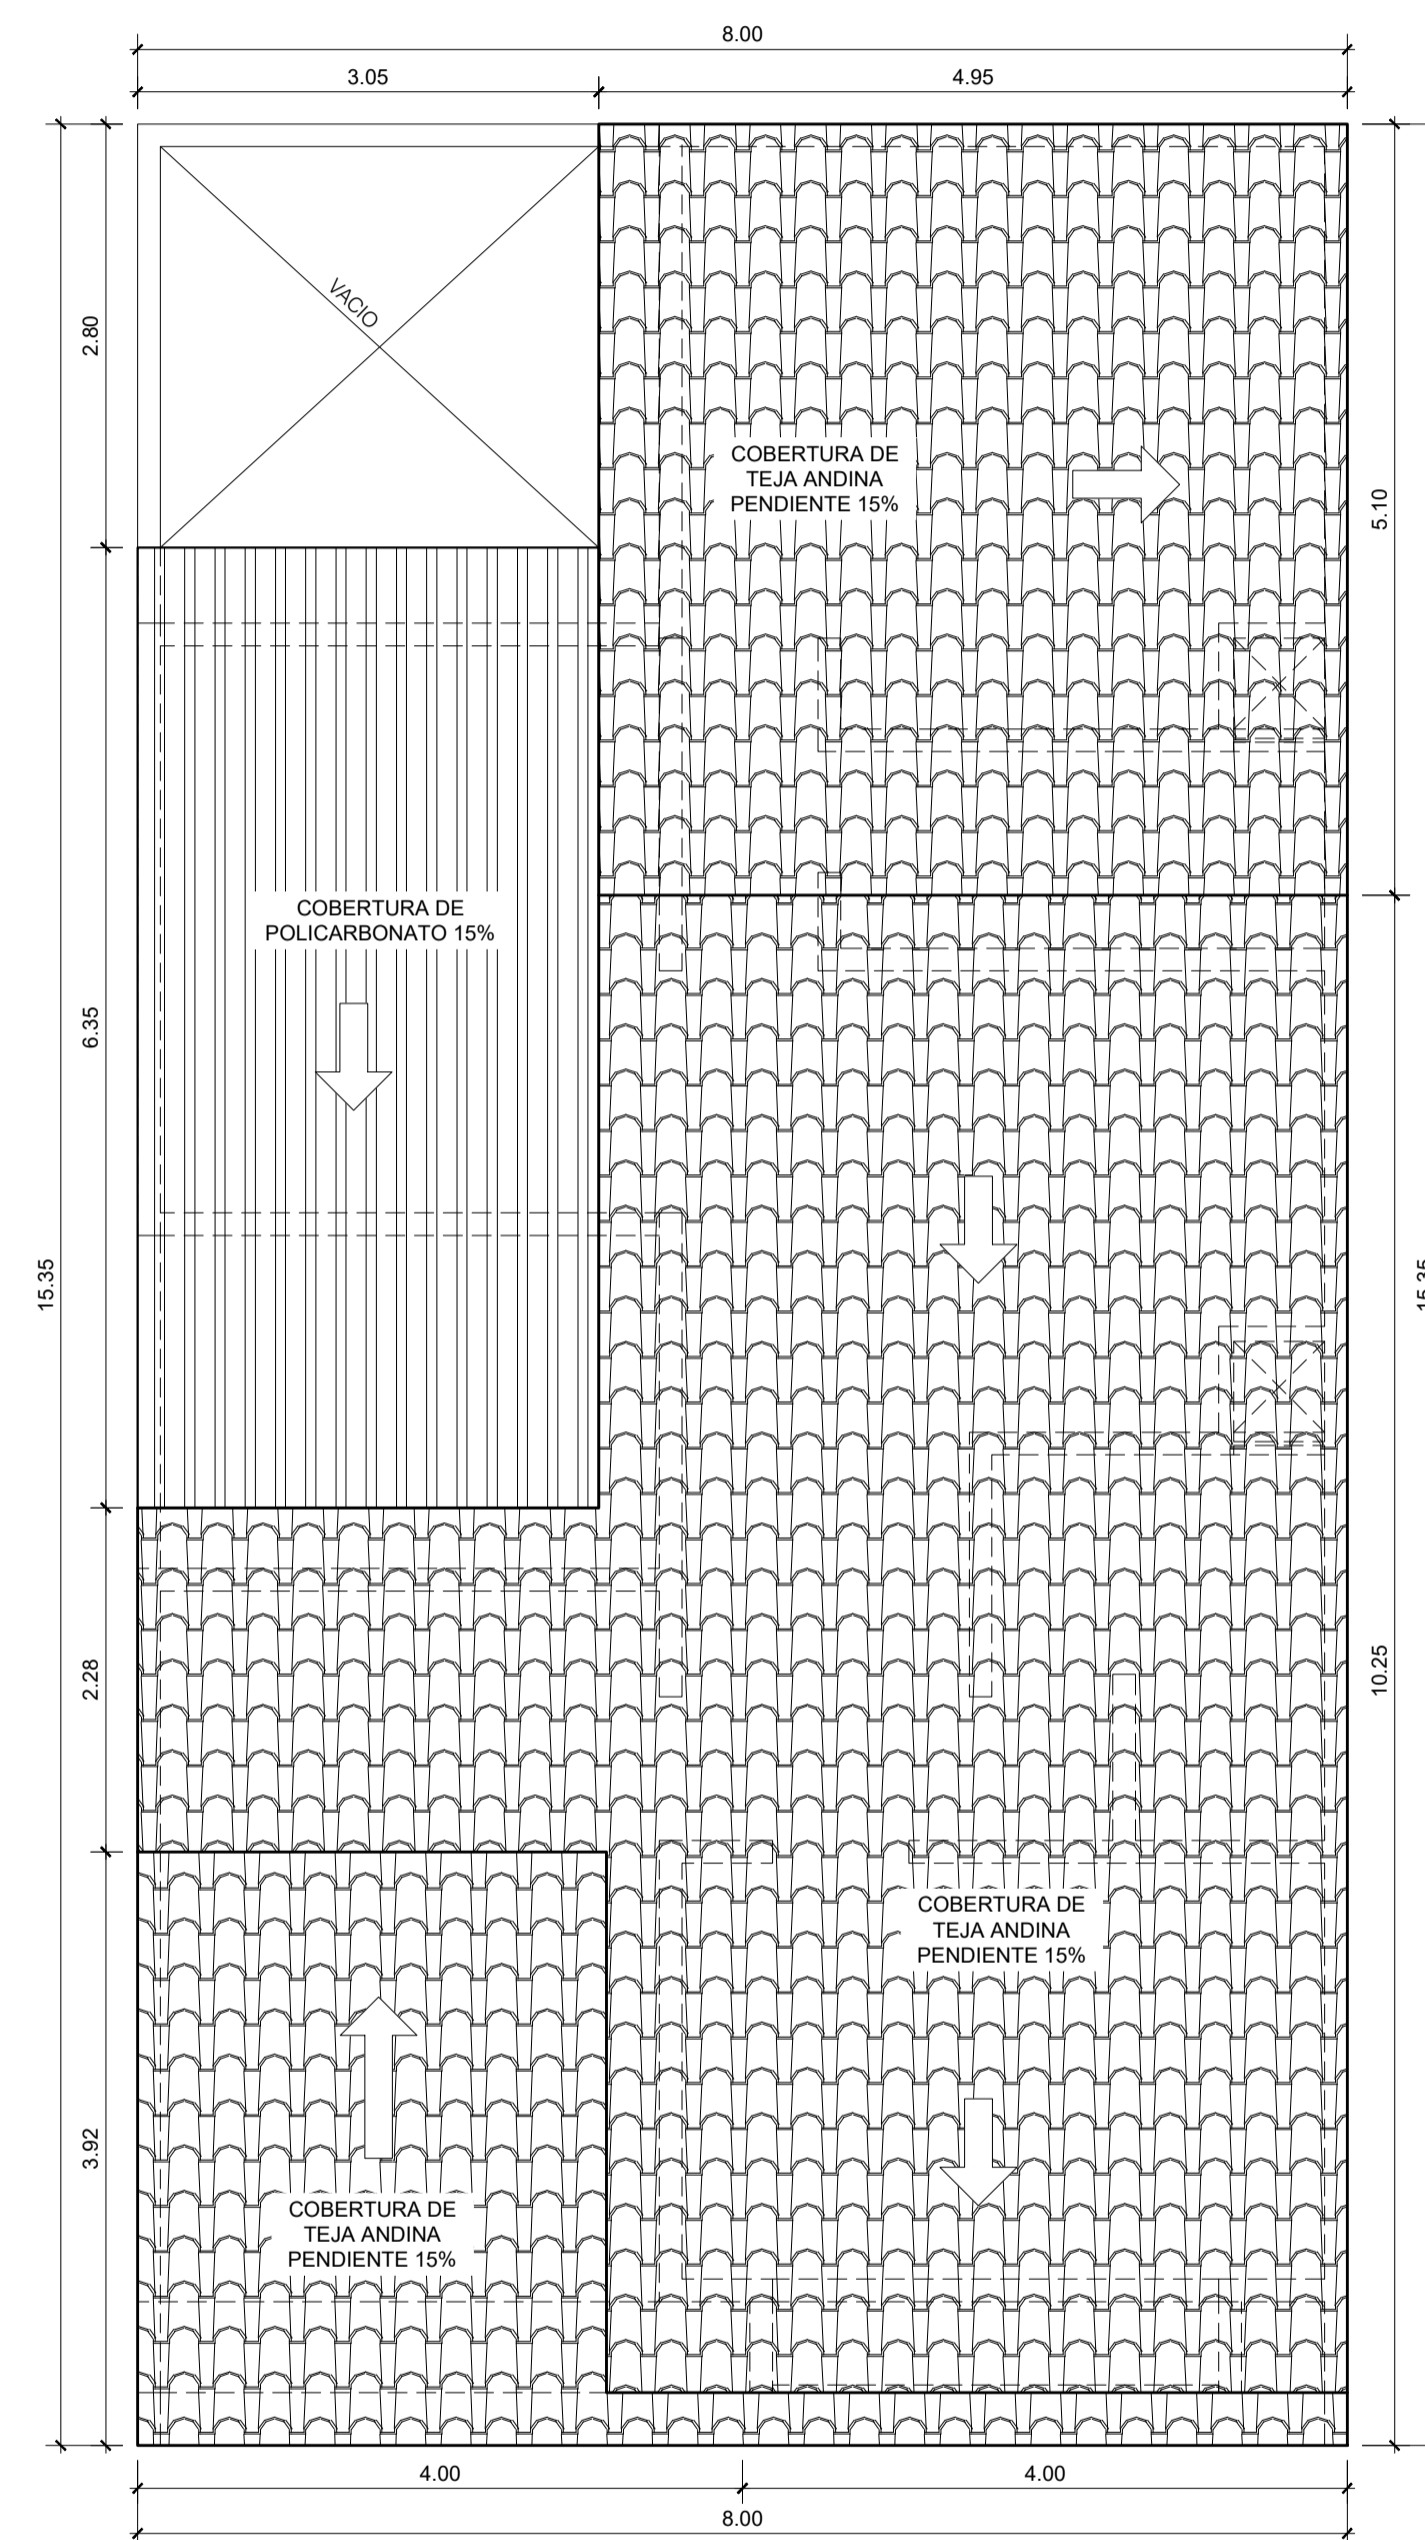 8.00
3.05
4.95
VACIO
2.80
COBERTURA DE
TEJA ANDINA
PENDIENTE 15%
5.10
COBERTURA DE
POLICARBONATO 15%
6.35
15.35
15.35
2.28
10.25
COBERTURA DE
TEJA ANDINA
PENDIENTE 15%
3.92
COBERTURA DE
TEJA ANDINA
PENDIENTE 15%
4.00
4.00
8.00